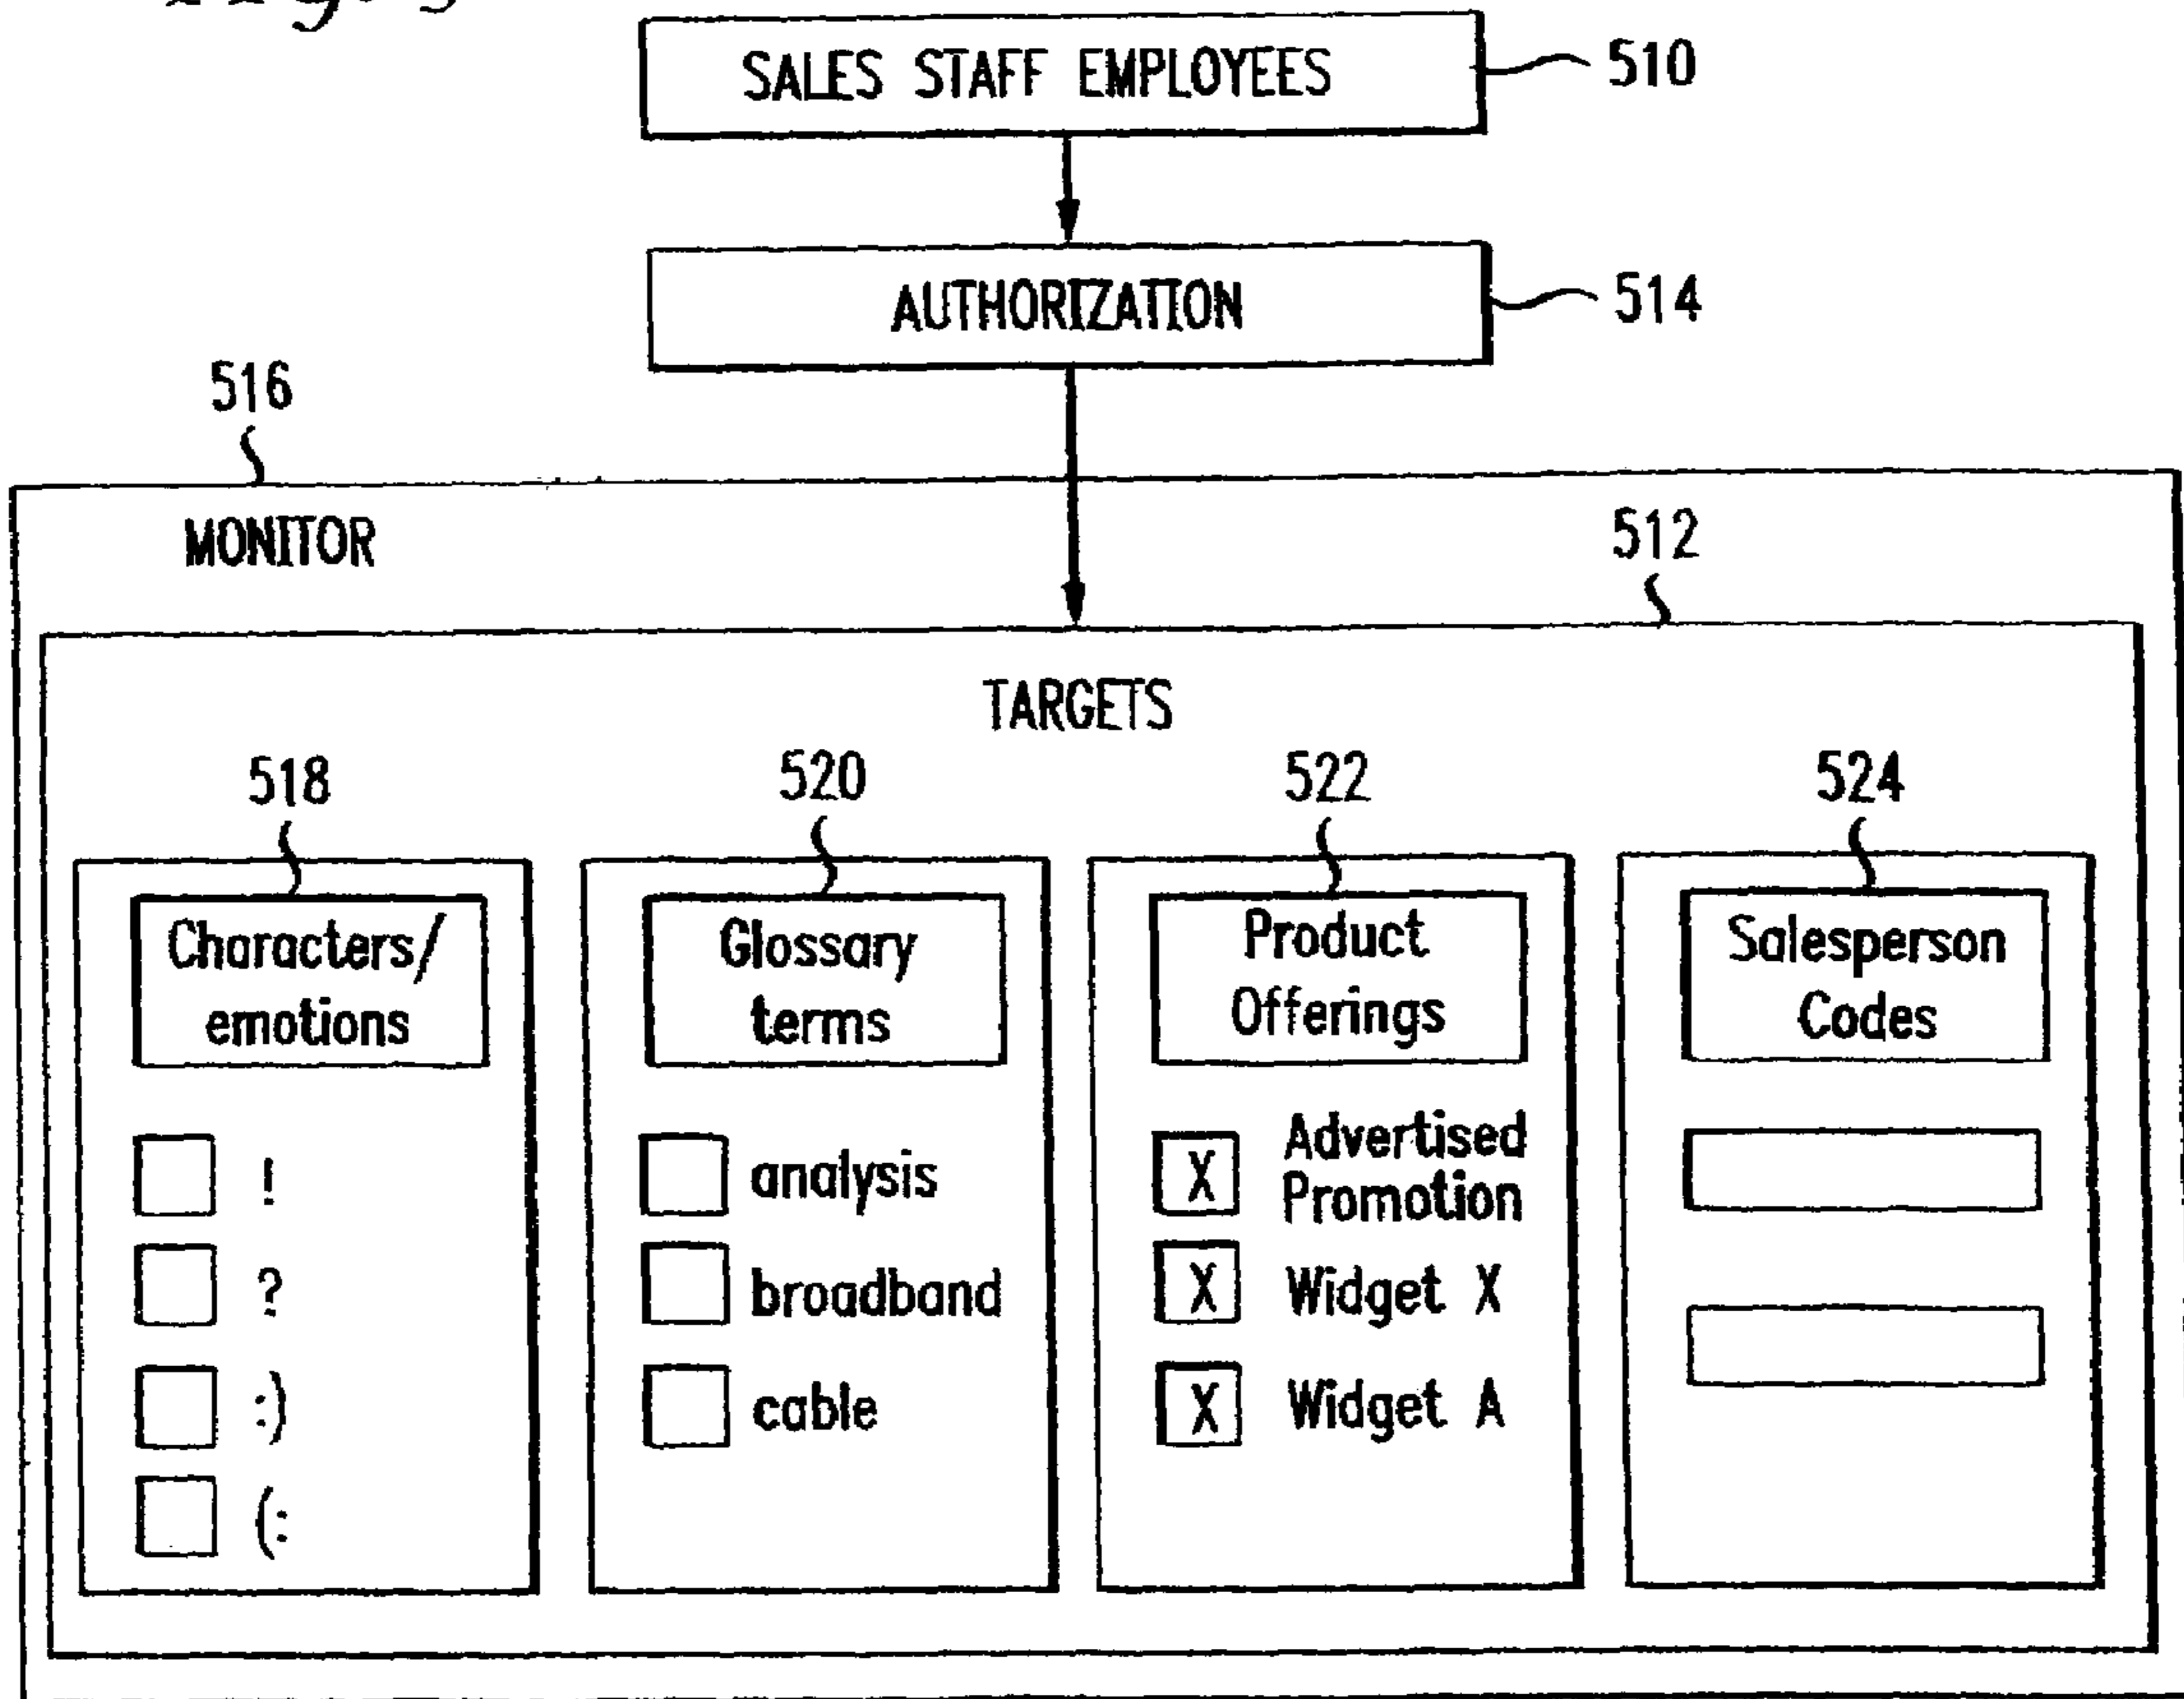 SALES STAFF EMPLOYEES
510
AUTHORIZATION
514
516
MONITOR
512
TARGETS
518
520
522
524
Characters/
emotions
Glossary
terms
Product
Offerings
Salesperson
Codes
!
?
:)
(:
analysis
broadband
cable
X Advertised
Promotion
X Widget X
X Widget A